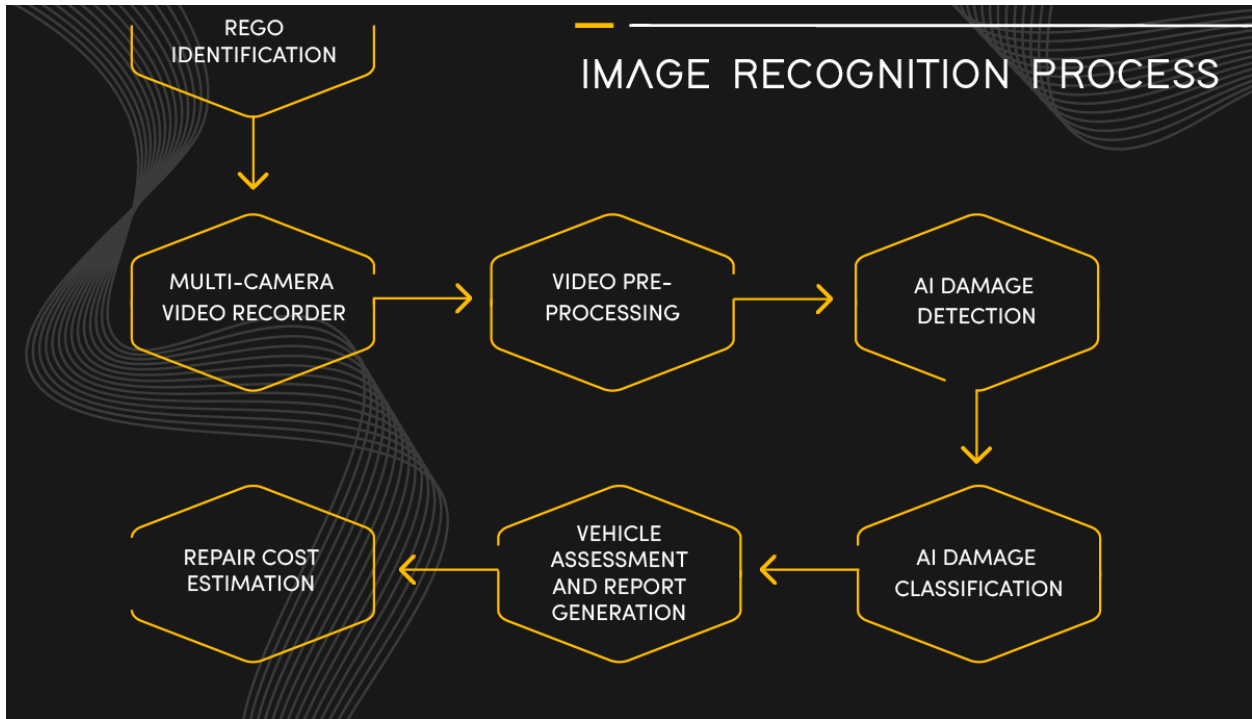 REGO
IDENTIFICATION
IMAGE RECOGNITION PROCESS
MULTI-CAMERA
VIDEO RECORDER
VIDEO PRE-
PROCESSING
AI DAMAGE
DETECTION
AI DAMAGE
CLASSIFICATION
VEHICLE
ASSESSMENT
AND REPORT
GENERATION
REPAIR COST
ESTIMATION